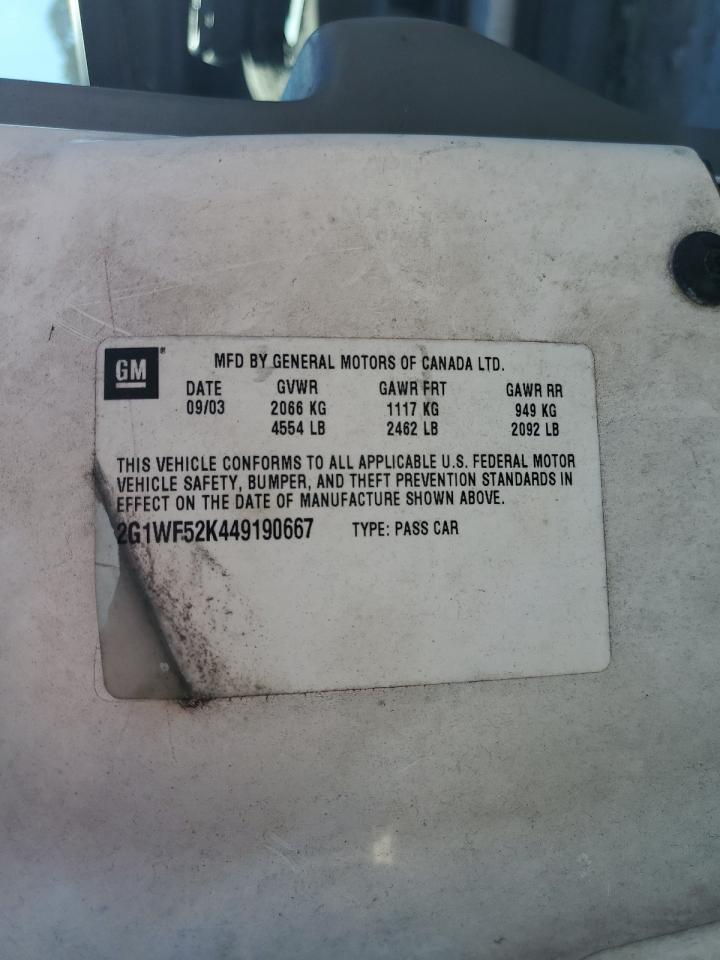 GM
MFD BY GENERAL MOTORS OF CANADA LTD.
DATE GVWR GAWR FRT GAWR RR
09/03 2066 KG 1117 KG 949 KG
4554 LB 2462 LB 2092 LB
THIS VEHICLE CONFORMS TO ALL APPLICABLE U.S. FEDERAL MOTOR
VEHICLE SAFETY, BUMPER, AND THEFT PREVENTION STANDARDS IN
EFFECT ON THE DATE OF MANUFACTURE SHOWN ABOVE.
2G1WF52K449190667 TYPE: PASS CAR